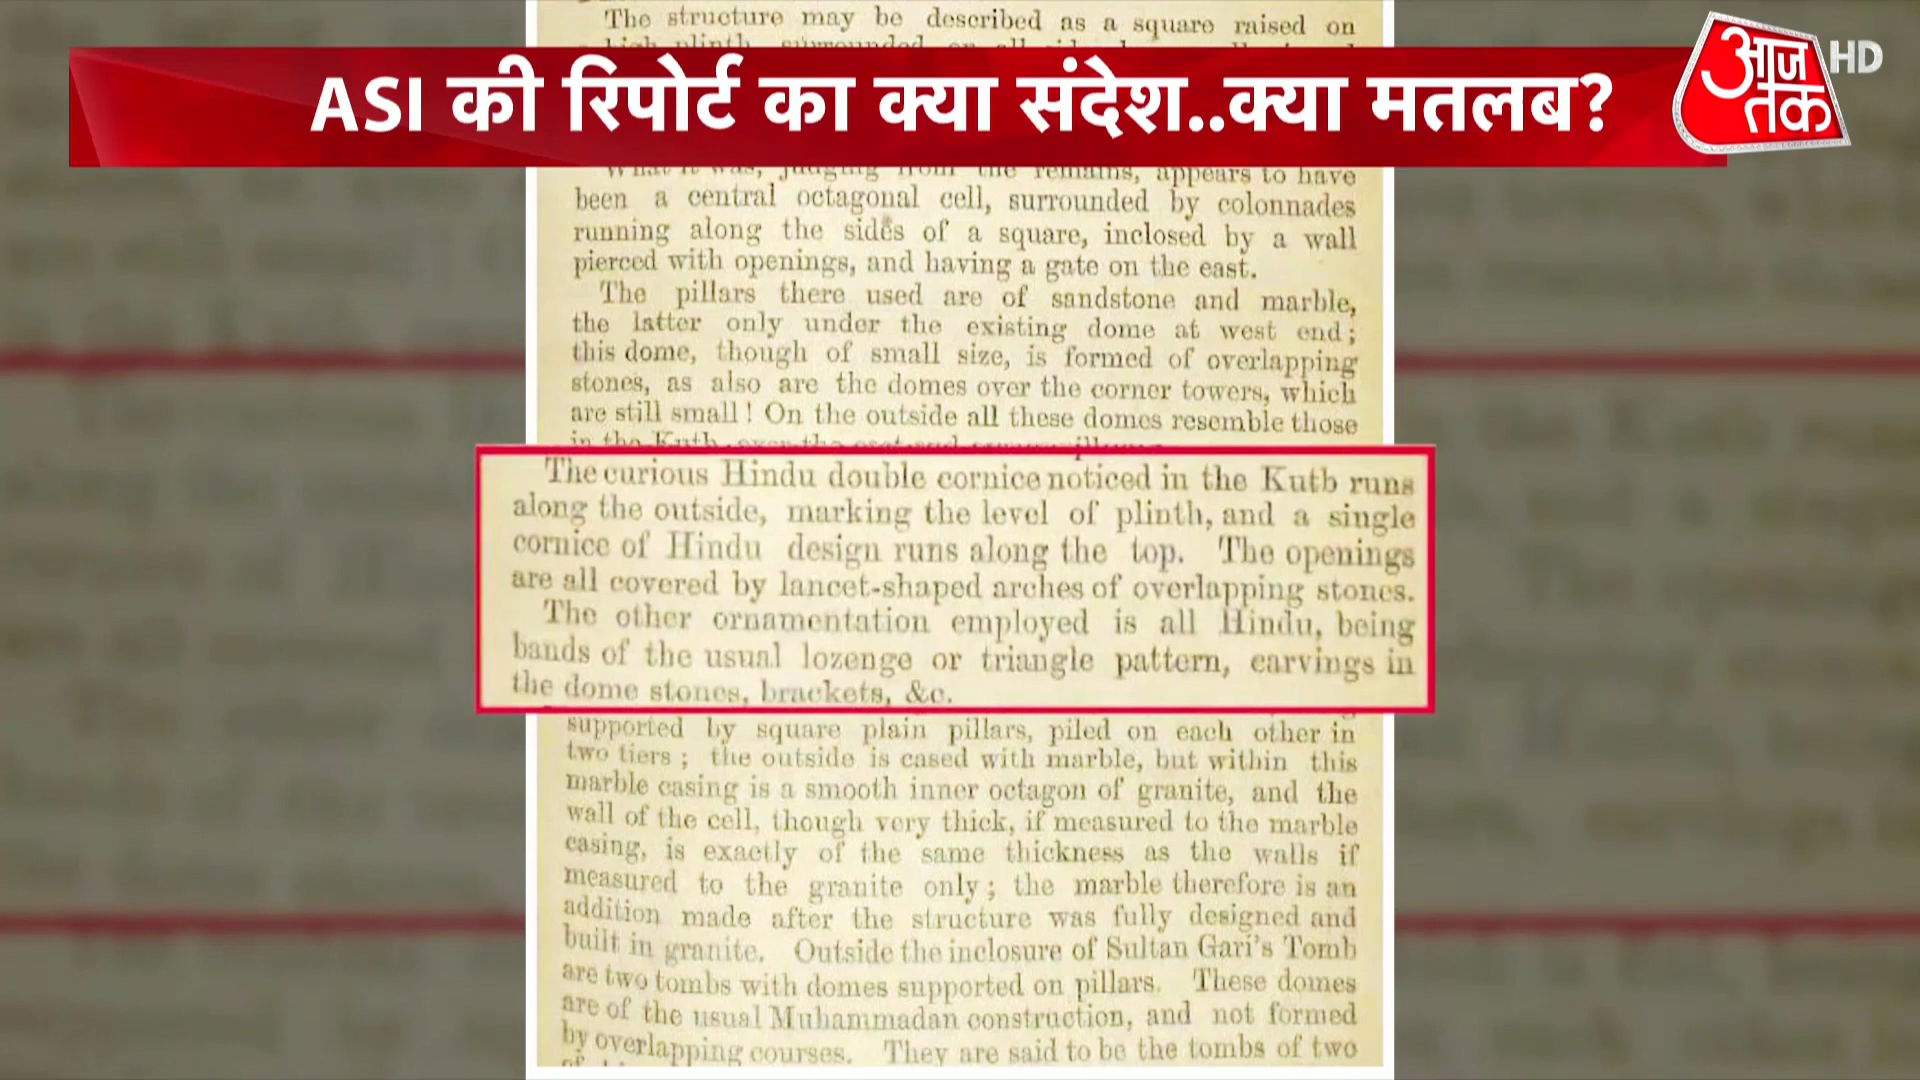 The structure may be described as a square raised on
ASI की रिपोर्ट का क्या संदेश..क्या मतलब?
आज
तक
HD
What it was, judging from the remains, appears to have
been a central octagonal cell, surrounded by colonnades
running along the sides of a square, inclosed by a wall
pierced with openings, and having a gate on the east.
The pillars there used are of sandstone and marble,
the latter only under the existing dome at west end;
this dome, though of small size, is formed of overlapping
stones, as also are the domes over the corner towers, which
are still small! On the outside all these domes resemble those
in the Kutb
The curious Hindu double cornice noticed in the Kutb runs
along the outside, marking the level of plinth, and a single
cornice of Hindu design runs along the top. The openings
are all covered by lancet-shaped arches of overlapping stones.
The other ornamentation employed is all Hindu, being
bands of the usual lozenge or triangle pattern, carvings in
the dome stones, brackets, &c.
supported by square plain pillars, piled on each other in
two tiers; the outside is cased with marble, but within this
marble casing is a smooth inner octagon of granite, and the
wall of the cell, though very thick, if measured to the marble
casing, is exactly of the same thickness as the walls if
measured to the granite only; the marble therefore is an
addition made after the structure was fully designed and
built in granite. Outside the inclosure of Sultan Gari's Tomb
are two tombs with domes supported on pillars. These domes
are of the usual Muhammadan construction, and not formed
by overlapping courses. They are said to be the tombs of two